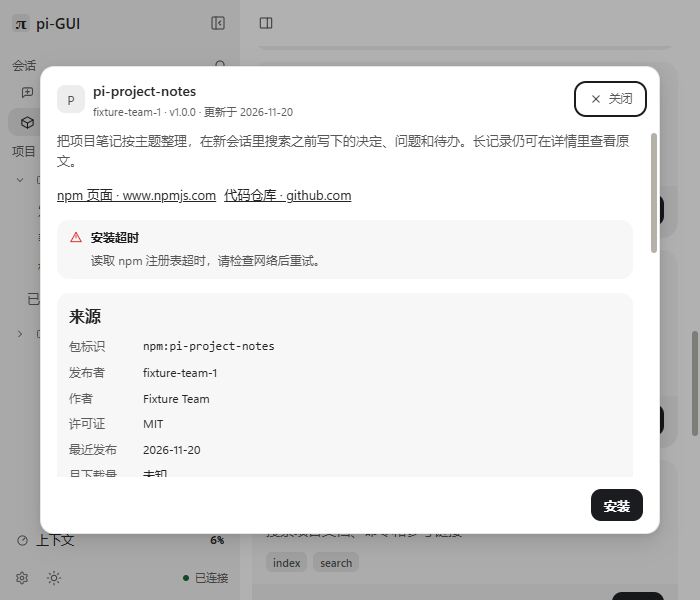 π pi-GUI
会话
项目
已
上下文 6%
已连接
P
pi-project-notes
fixture-team-1 · v1.0.0 · 更新于 2026-11-20
× 关闭
把项目笔记按主题整理，在新会话里搜索之前写下的决定、问题和待办。长记录仍可在详情里查看原
文。
npm 页面 · www.npmjs.com 代码仓库 · github.com
安装超时
读取 npm 注册表超时，请检查网络后重试。
来源
包标识 npm:pi-project-notes
发布者 fixture-team-1
作者 Fixture Team
许可证 MIT
最近发布 2026-11-20
月下载量 未知
安装
index search